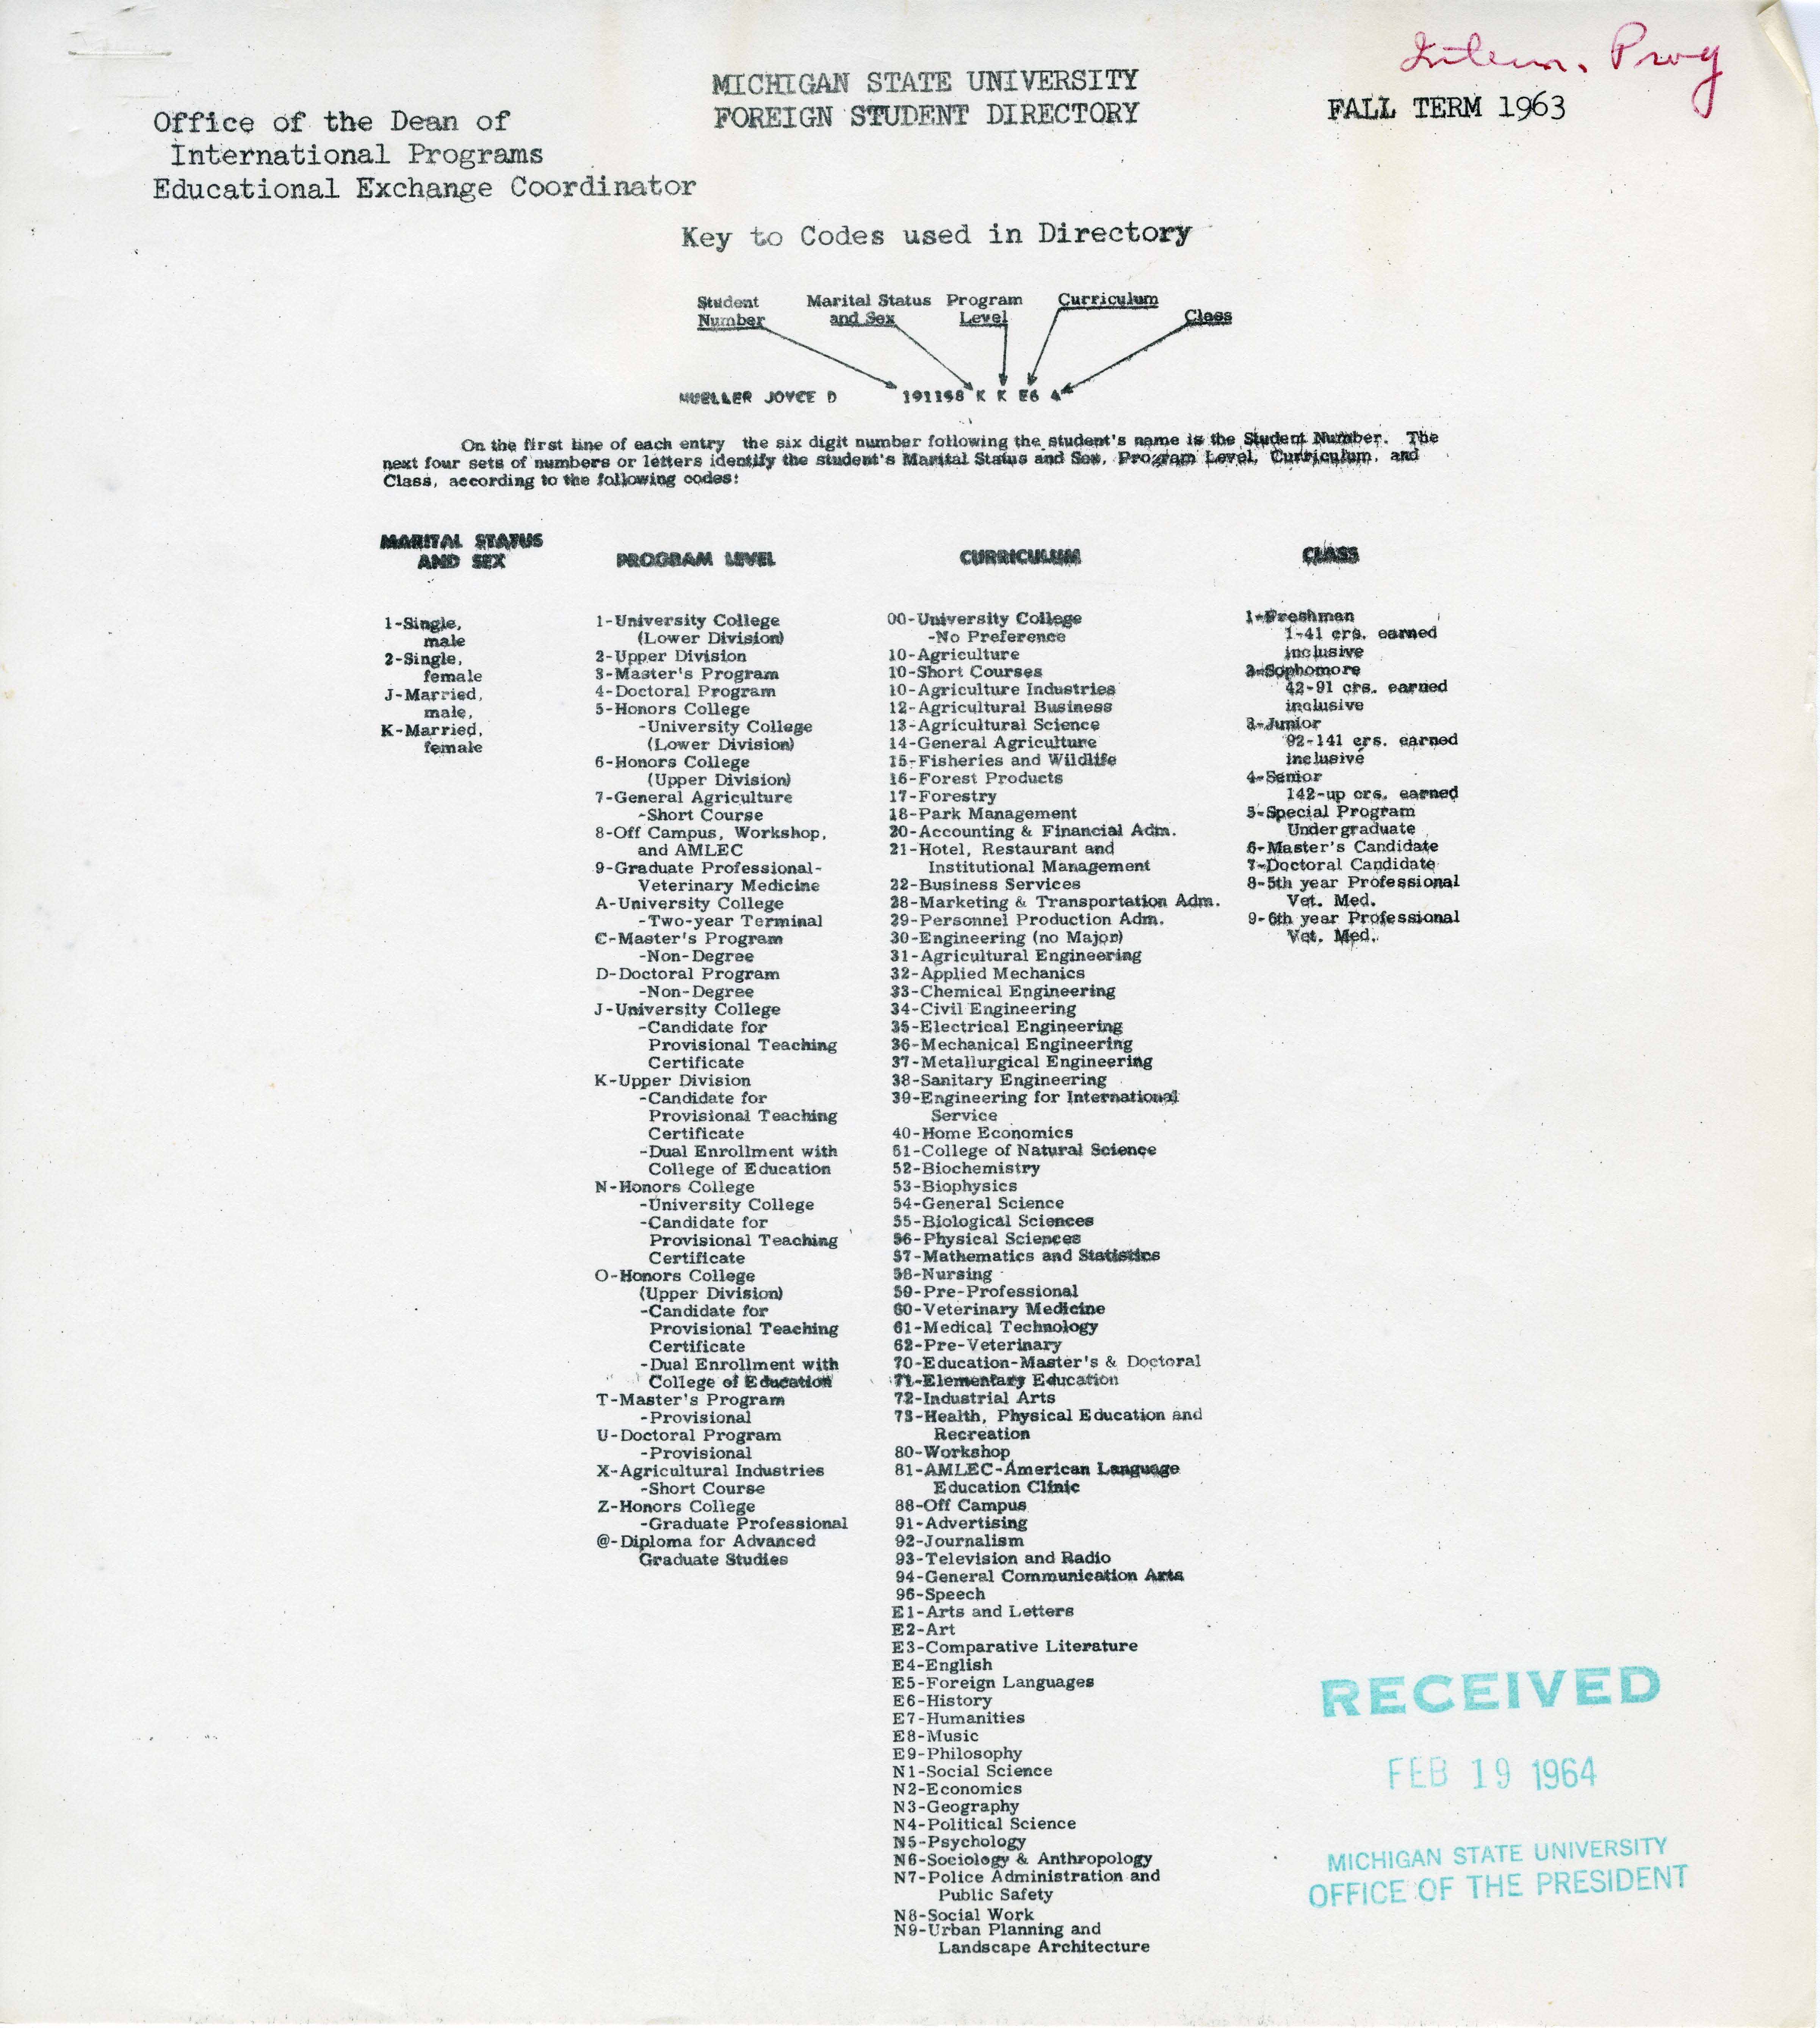 Intern. Prog
MICHIGAN STATE UNIVERSITY
FOREIGN STUDENT DIRECTORY
FALL TERM 1963
Office of the Dean of
International Programs
Educational Exchange Coordinator
Key to Codes used in Directory
Student Number
Marital Status and Sex
Program Level
Curriculum
Class
MUELLER JOYCE D 191198 K K E6 4
On the first line of each entry the six digit number following the student's name is the Student Number. The
next four sets of numbers or letters identify the student's Marital Status and Sex, Program Level, Curriculum, and
Class, according to the following codes:
MARITAL STATUS
AND SEX
1-Single,
male
2-Single,
female
J-Married,
male,
K-Married,
female
PROGRAM LEVEL
1-University College
(Lower Division)
2-Upper Division
3-Master's Program
4-Doctoral Program
5-Honors College
-University College
(Lower Division)
6-Honors College
(Upper Division)
7-General Agriculture
-Short Course
8-Off Campus, Workshop,
and AMLEC
9-Graduate Professional-
Veterinary Medicine
A-University College
-Two-year Terminal
C-Master's Program
-Non-Degree
D-Doctoral Program
-Non-Degree
J-University College
-Candidate for
Provisional Teaching
Certificate
K-Upper Division
-Candidate for
Provisional Teaching
Certificate
-Dual Enrollment with
College of Education
N-Honors College
-University College
-Candidate for
Provisional Teaching
Certificate
O-Honors College
(Upper Division)
-Candidate for
Provisional Teaching
Certificate
-Dual Enrollment with
College of Education
T-Master's Program
-Provisional
U-Doctoral Program
-Provisional
X-Agricultural Industries
-Short Course
Z-Honors College
-Graduate Professional
@-Diploma for Advanced
Graduate Studies
CURRICULUM
00-University College
-No Preference
10-Agriculture
10-Short Courses
10-Agriculture Industries
12-Agricultural Business
13-Agricultural Science
14-General Agriculture
15-Fisheries and Wildlife
16-Forest Products
17-Forestry
18-Park Management
20-Accounting & Financial Adm.
21-Hotel, Restaurant and
Institutional Management
22-Business Services
28-Marketing & Transportation Adm.
29-Personnel Production Adm.
30-Engineering (no Major)
31-Agricultural Engineering
32-Applied Mechanics
33-Chemical Engineering
34-Civil Engineering
35-Electrical Engineering
36-Mechanical Engineering
37-Metallurgical Engineering
38-Sanitary Engineering
39-Engineering for International
Service
40-Home Economics
51-College of Natural Science
52-Biochemistry
53-Biophysics
54-General Science
55-Biological Sciences
56-Physical Sciences
57-Mathematics and Statistics
58-Nursing
59-Pre-Professional
60-Veterinary Medicine
61-Medical Technology
62-Pre-Veterinary
70-Education-Master's & Doctoral
71-Elementary Education
72-Industrial Arts
73-Health, Physical Education and
Recreation
80-Workshop
81-AMLEC-American Language
Education Clinic
88-Off Campus
91-Advertising
92-Journalism
93-Television and Radio
94-General Communication Arts
96-Speech
E1-Arts and Letters
E2-Art
E3-Comparative Literature
E4-English
E5-Foreign Languages
E6-History
E7-Humanities
E8-Music
E9-Philosophy
N1-Social Science
N2-Economics
N3-Geography
N4-Political Science
N5-Psychology
N6-Sociology & Anthropology
N7-Police Administration and
Public Safety
N8-Social Work
N9-Urban Planning and
Landscape Architecture
CLASS
1-Freshman
1-41 crs. earned
inclusive
2-Sophomore
42-91 crs. earned
inclusive
3-Junior
92-141 crs. earned
inclusive
4-Senior
142-up crs. earned
5-Special Program
Undergraduate
6-Master's Candidate
7-Doctoral Candidate
8-5th year Professional
Vet. Med.
9-6th year Professional
Vet. Med.
RECEIVED
FEB 19 1964
MICHIGAN STATE UNIVERSITY
OFFICE OF THE PRESIDENT